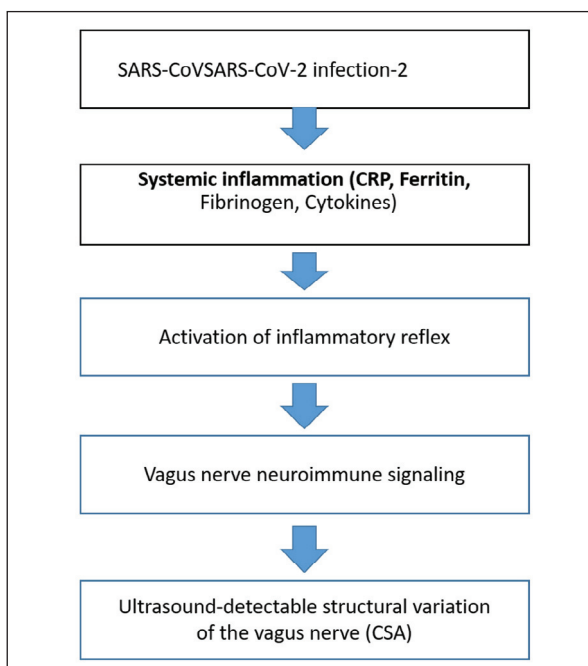 SARS-CoVSARS-CoV-2 infection-2
Systemic inflammation (CRP, Ferritin,
Fibrinogen, Cytokines)
Activation of inflammatory reflex
Vagus nerve neuroimmune signaling
Ultrasound-detectable structural variation
of the vagus nerve (CSA)